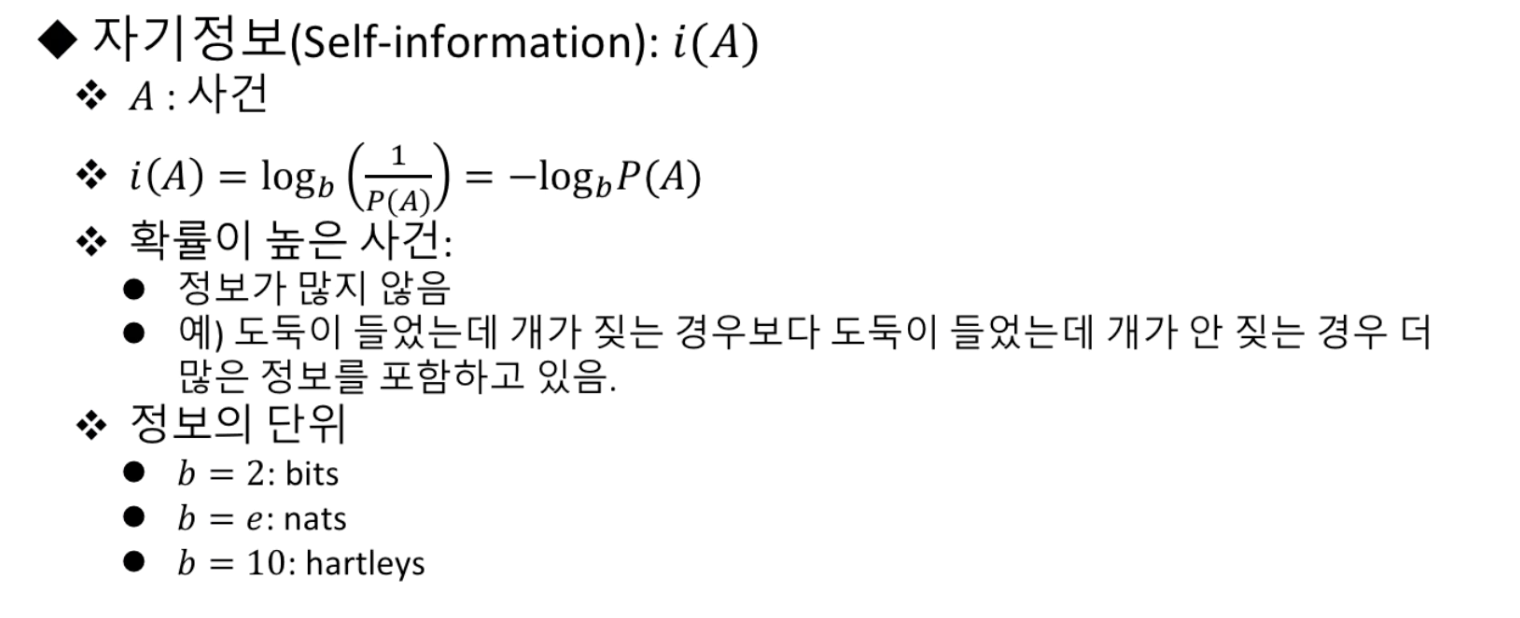 ◆ 자기정보(Self-information): i(A)
❖ A : 사건
❖ i(A) = log_b (1/P(A)) = −log_b P(A)
❖ 확률이 높은 사건:
● 정보가 많지 않음
● 예) 도둑이 들었는데 개가 짖는 경우보다 도둑이 들었는데 개가 안 짖는 경우 더
많은 정보를 포함하고 있음.
❖ 정보의 단위
● b = 2: bits
● b = e: nats
● b = 10: hartleys